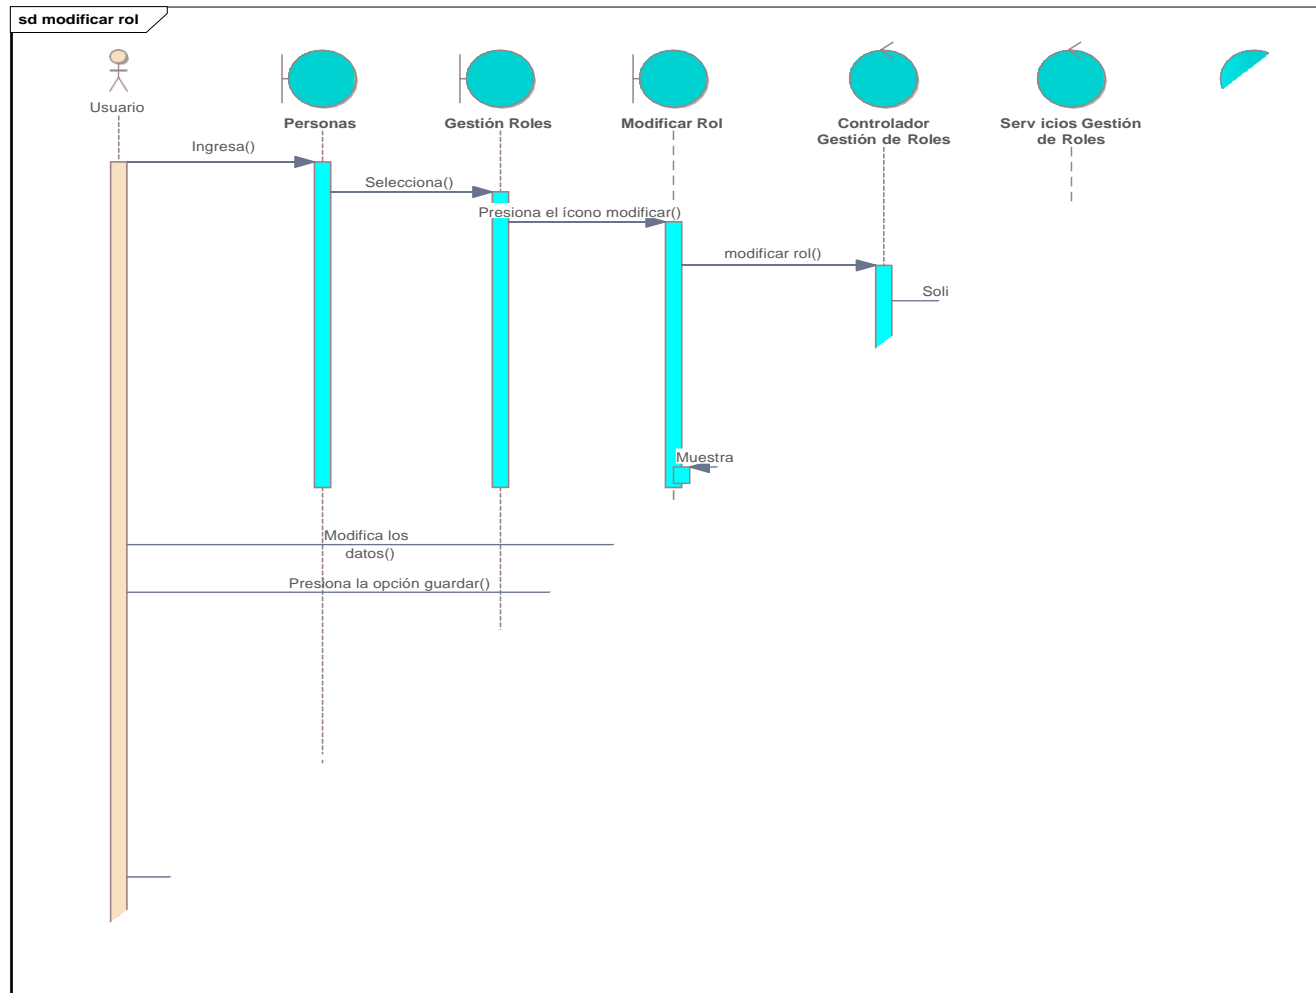 sd modificar rol
Usuario
Personas
Gestión Roles
Modificar Rol
Controlador
Gestión de Roles
Serv icios Gestión
de Roles
Ingresa()
Selecciona()
Presiona el ícono modificar()
modificar rol()
Soli
Muestra
Modifica los
datos()
Presiona la opción guardar()